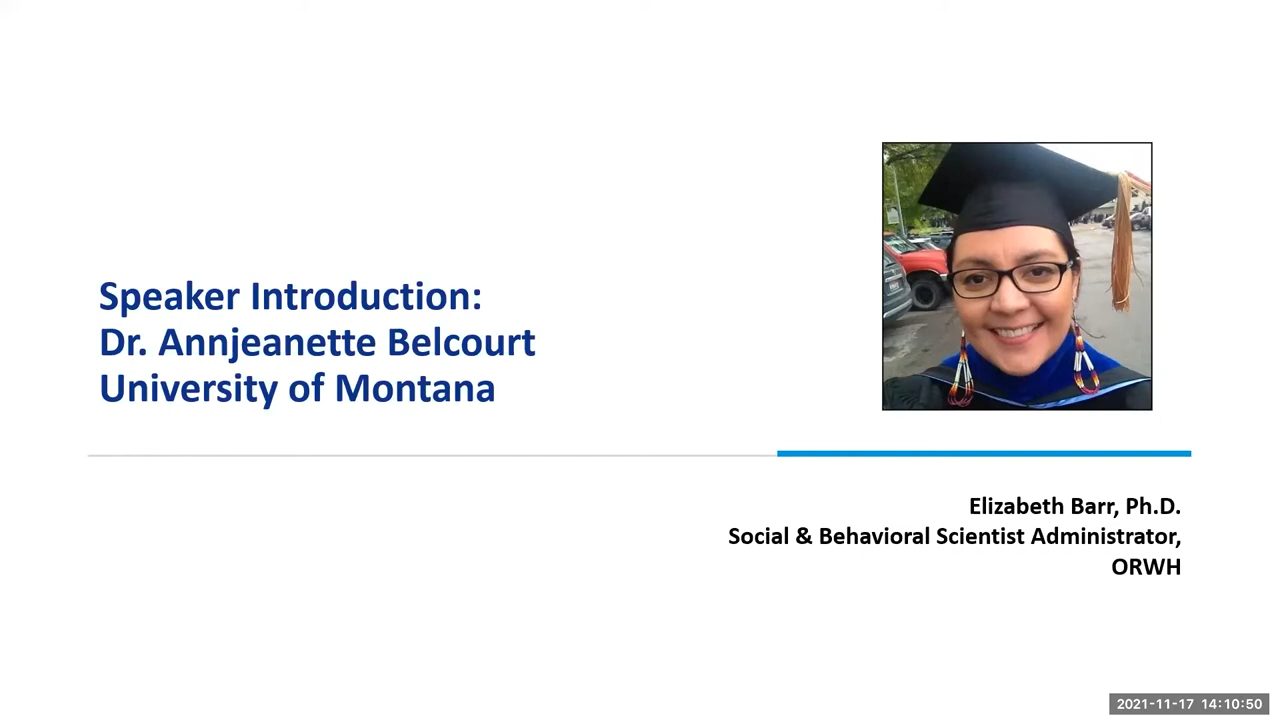 Speaker Introduction:
Dr. Annjeanette Belcourt
University of Montana
Elizabeth Barr, Ph.D.
Social & Behavioral Scientist Administrator,
ORWH
2021-11-17 14:10:50